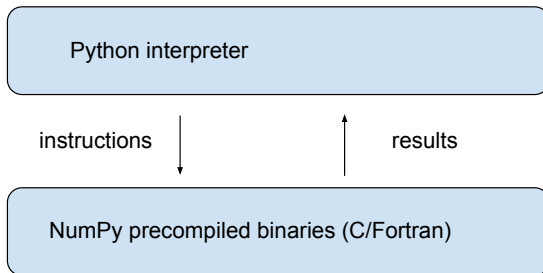 Python interpreter
instructions
results
NumPy precompiled binaries (C/Fortran)